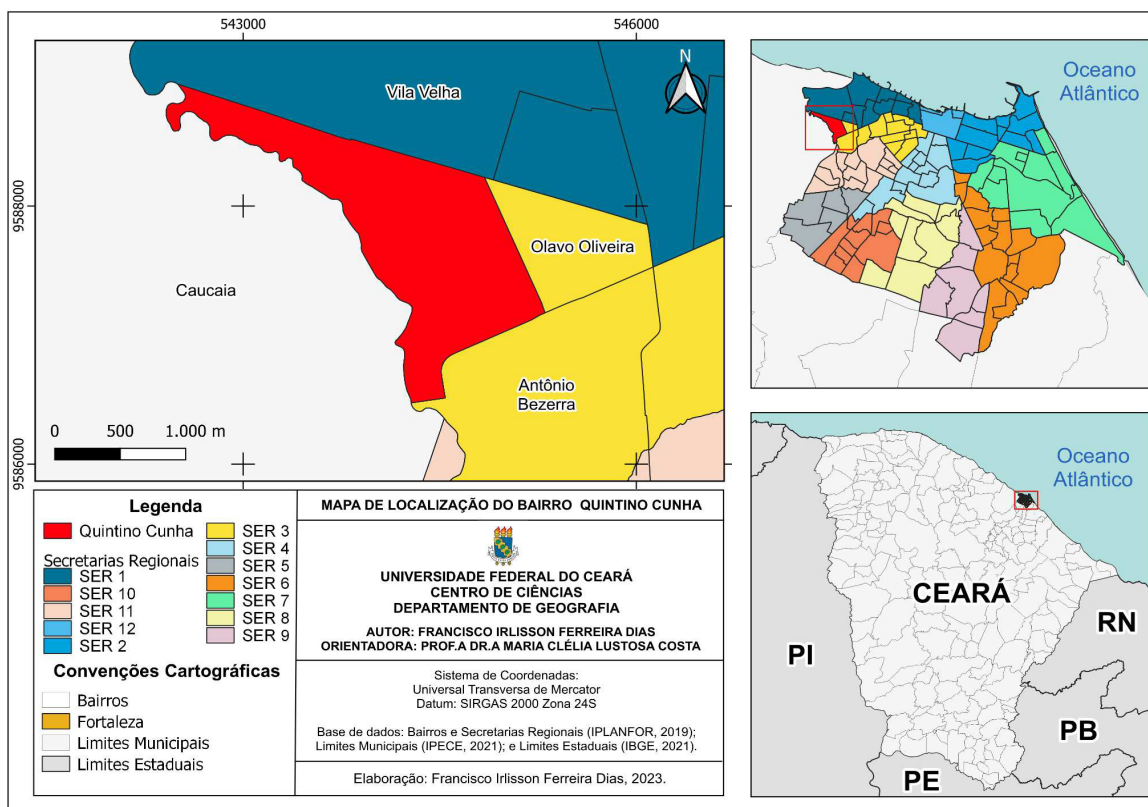 543000
546000
9588000
9586000
N
Vila Velha
Olavo Oliveira
Caucaia
Antônio
Bezerra
0 500 1.000 m
Oceano
Atlântico
Oceano
Atlântico
CEARÁ
RN
PI
PB
PE
Legenda
Quintino Cunha
Secretarias Regionais
SER 1
SER 10
SER 11
SER 12
SER 2
SER 3
SER 4
SER 5
SER 6
SER 7
SER 8
SER 9
Convenções Cartográficas
Bairros
Fortaleza
Limites Municipais
Limites Estaduais
MAPA DE LOCALIZAÇÃO DO BAIRRO QUINTINO CUNHA
UNIVERSIDADE FEDERAL DO CEARÁ
CENTRO DE CIÊNCIAS
DEPARTAMENTO DE GEOGRAFIA
AUTOR: FRANCISCO IRLISSON FERREIRA DIAS
ORIENTADORA: PROF.A DR.A MARIA CLÉLIA LUSTOSA COSTA
Sistema de Coordenadas:
Universal Transversa de Mercator
Datum: SIRGAS 2000 Zona 24S
Base de dados: Bairros e Secretarias Regionais (IPLANFOR, 2019);
Limites Municipais (IPECE, 2021); e Limites Estaduais (IBGE, 2021).
Elaboração: Francisco Irlisson Ferreira Dias, 2023.